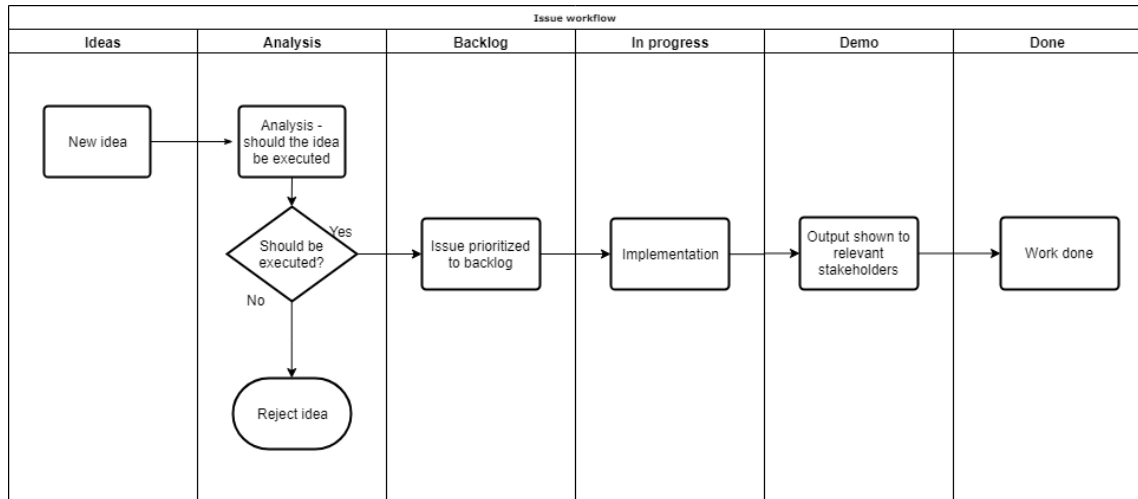 Issue workflow
Ideas
Analysis
Backlog
In progress
Demo
Done
New idea
Analysis -
should the idea
be executed
Should be
executed?
Yes
No
Reject idea
Issue prioritized
to backlog
Implementation
Output shown to
relevant
stakeholders
Work done